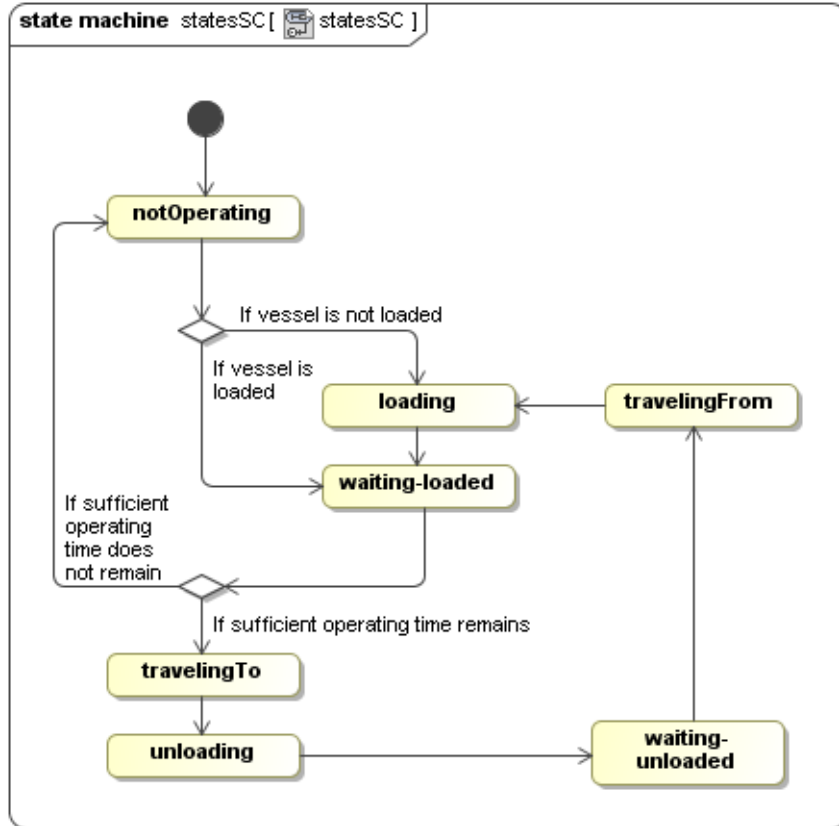 state machine statesSC [ statesSC ]
notOperating
If vessel is not loaded
If vessel is
loaded
loading
travelingFrom
waiting-loaded
If sufficient
operating
time does
not remain
If sufficient operating time remains
travelingTo
unloading
waiting-
unloaded